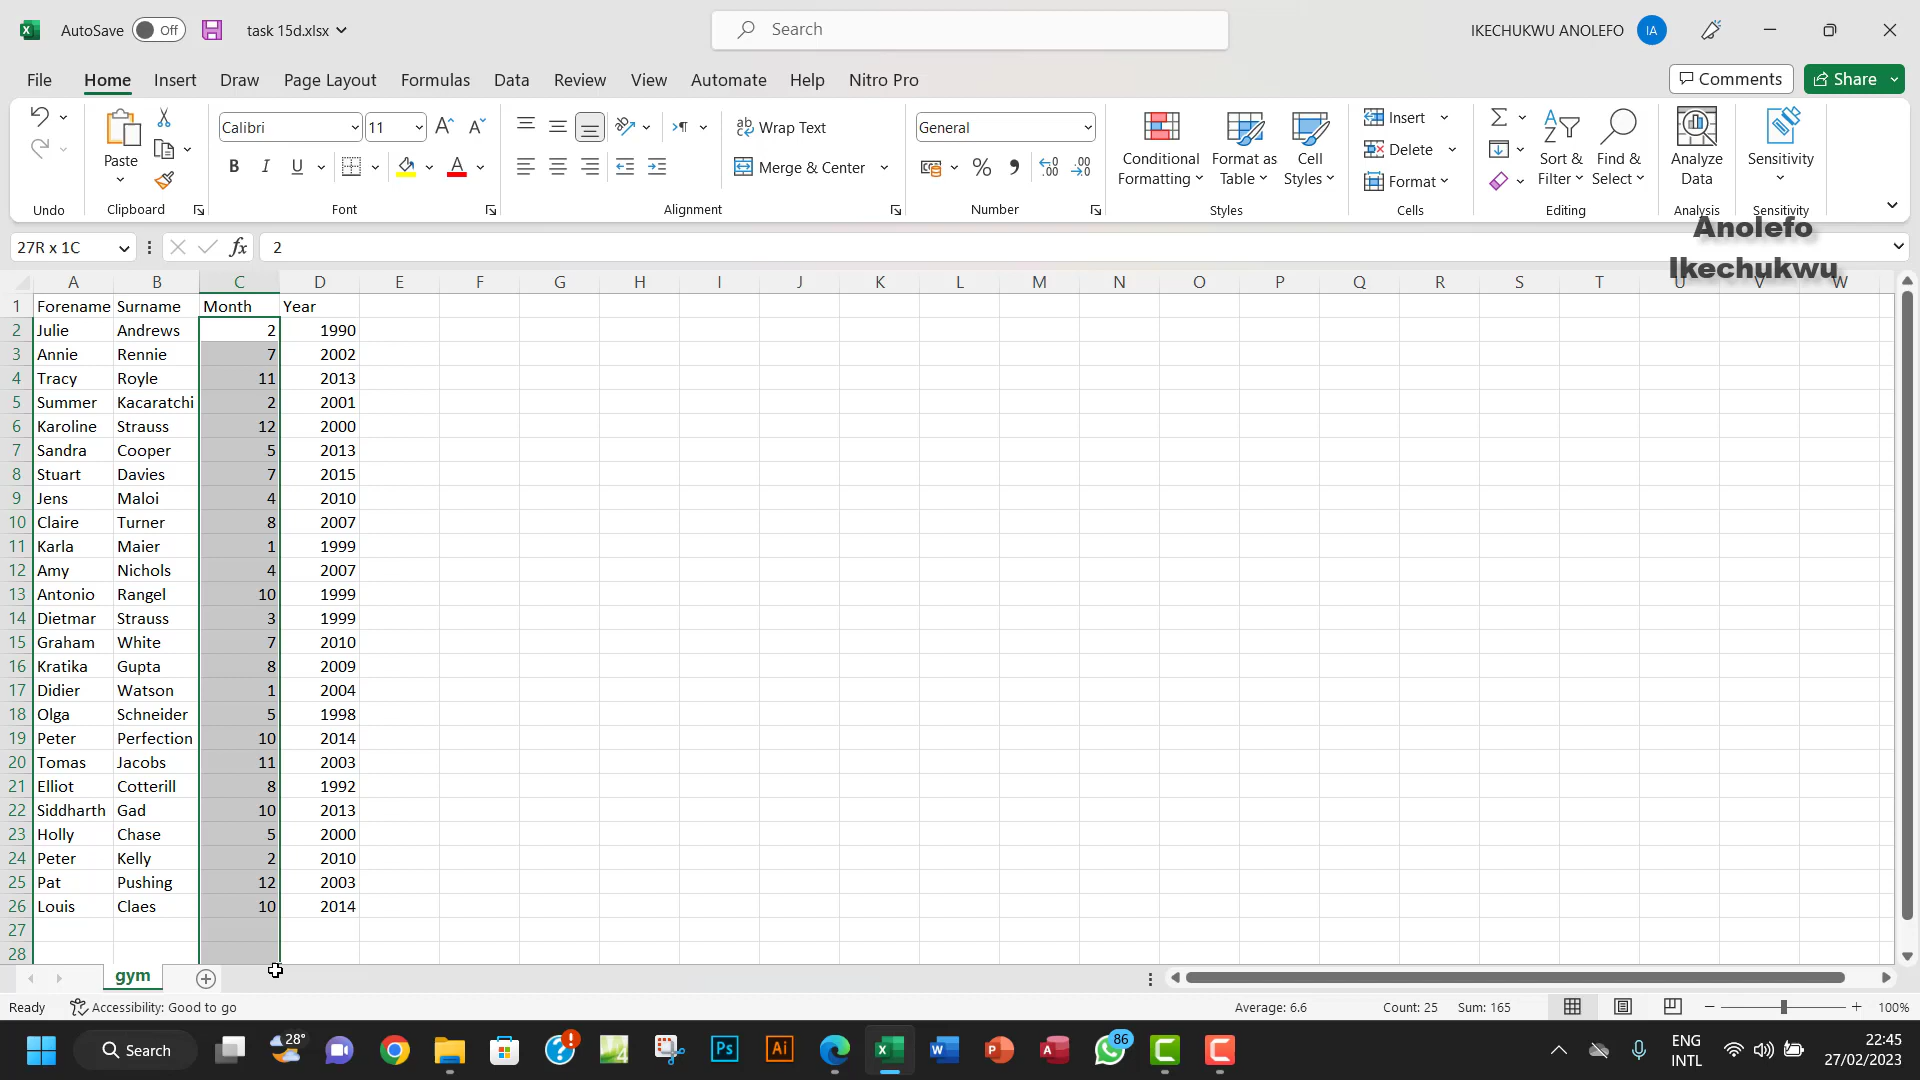 AutoSave Off task 15d.xlsx Search IKECHUKWU ANOLEFO IA
File Home Insert Draw Page Layout Formulas Data Review View Automate Help Nitro Pro Comments Share
Calibri 11 Wrap Text General Insert
Paste B I U Merge & Center Conditional Formatting Format as Table Cell Styles Delete Sort & Filter Find & Select Analyze Data Sensitivity
Format
Undo Clipboard Font Alignment Number Styles Cells Editing Analysis Sensitivity
Anolefo
Ikechukwu
27R x 1C fx 2
A B C D E F G H I J K L M N O P Q R S T U V W
1 Forename Surname Month Year
2 Julie Andrews 2 1990
3 Annie Rennie 7 2002
4 Tracy Royle 11 2013
5 Summer Kacaratchi 2 2001
6 Karoline Strauss 12 2000
7 Sandra Cooper 5 2013
8 Stuart Davies 7 2015
9 Jens Maloi 4 2010
10 Claire Turner 8 2007
11 Karla Maier 1 1999
12 Amy Nichols 4 2007
13 Antonio Rangel 10 1999
14 Dietmar Strauss 3 1999
15 Graham White 7 2010
16 Kratika Gupta 8 2009
17 Didier Watson 1 2004
18 Olga Schneider 5 1998
19 Peter Perfection 10 2014
20 Tomas Jacobs 11 2003
21 Elliot Cotterill 8 1992
22 Siddharth Gad 10 2013
23 Holly Chase 5 2000
24 Peter Kelly 2 2010
25 Pat Pushing 12 2003
26 Louis Claes 10 2014
27
28
gym
Ready Accessibility: Good to go Average: 6.6 Count: 25 Sum: 165 100%
Search 28° Ps Ai 86 ENG INTL 22:45
27/02/2023